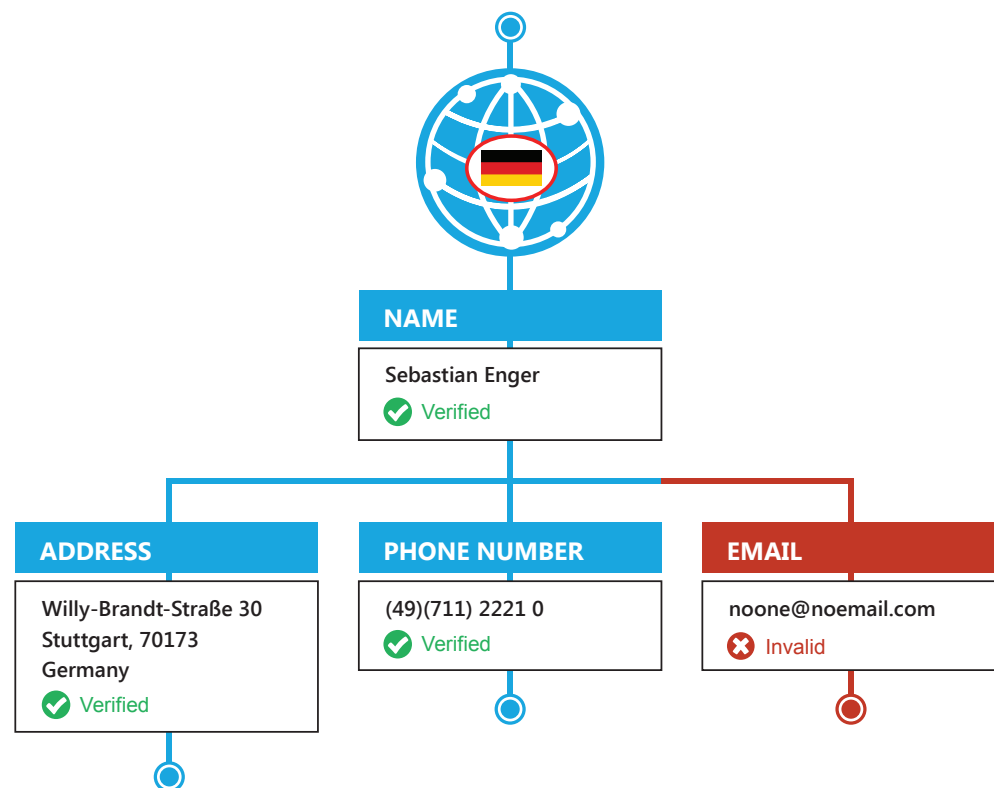 NAME
Sebastian Enger
Verified
ADDRESS
Willy-Brandt-Straße 30
Stuttgart, 70173
Germany
Verified
PHONE NUMBER
(49)(711) 2221 0
Verified
EMAIL
noone@noemail.com
Invalid